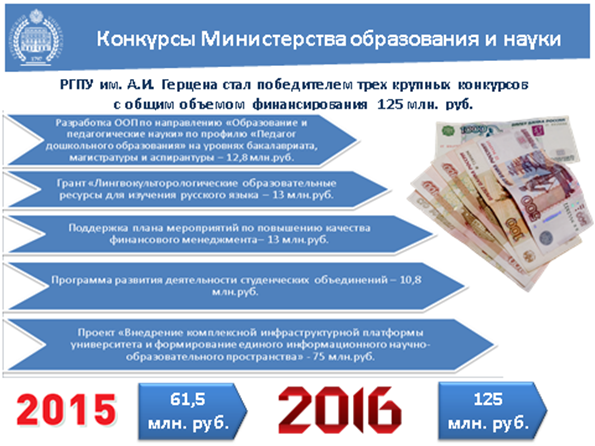 Конкурсы Министерства образования и науки
РГПУ им. А.И. Герцена стал победителем трех крупных конкурсов
с общим объемом финансирования 125 млн. руб.
Разработка ООП по направлению «Образование и
педагогические науки» по профилю «Педагог
дошкольного образования» на уровнях бакалавриата,
магистратуры и аспирантуры – 12,8 млн.руб.
Грант «Лингвокульторологические образовательные
ресурсы для изучения русского языка – 13 млн.руб.
Поддержка плана мероприятий по повышению качества
финансового менеджмента– 13 млн.руб.
Программа развития деятельности студенческих объединений – 10,8
млн.руб.
Проект «Внедрение комплексной инфраструктурной платформы
университета и формирование единого информационного научно-
образовательного пространства» - 75 млн.руб.
2015
61,5
млн. руб.
2016
125
млн. руб.
1797